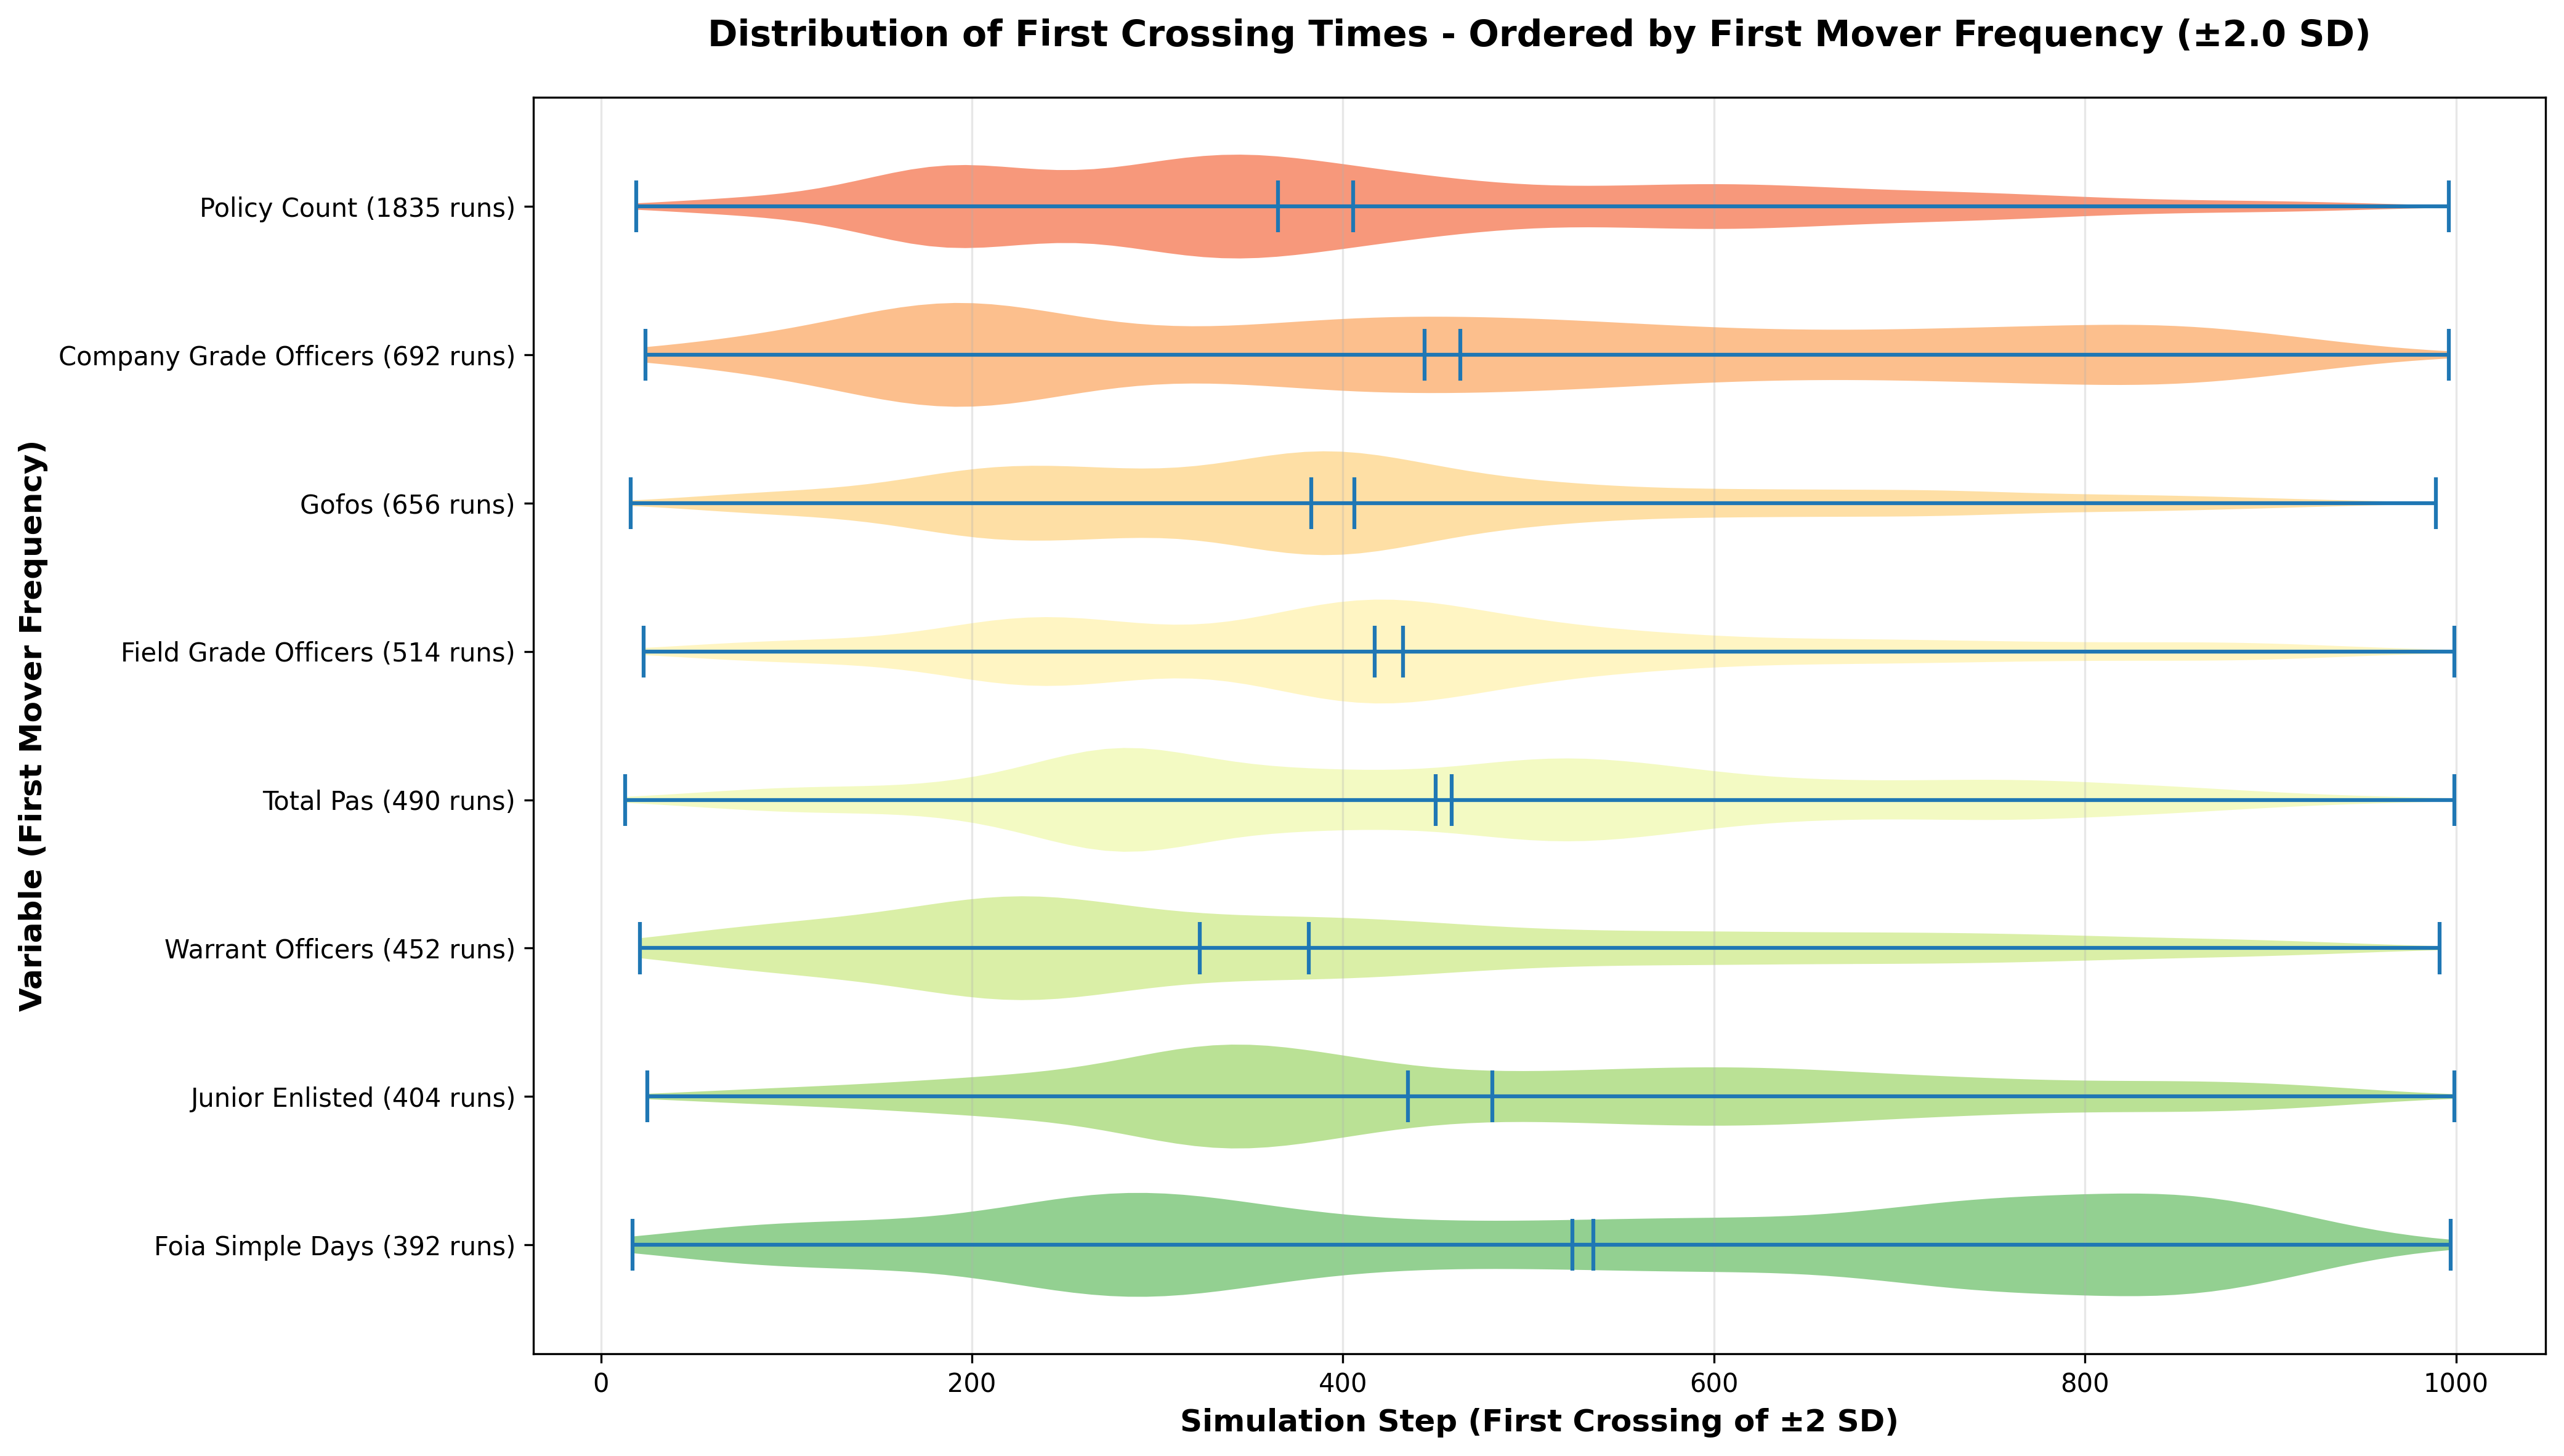 Distribution of First Crossing Times - Ordered by First Mover Frequency (±2.0 SD)
Variable (First Mover Frequency)
Policy Count (1835 runs)
Company Grade Officers (692 runs)
Gofos (656 runs)
Field Grade Officers (514 runs)
Total Pas (490 runs)
Warrant Officers (452 runs)
Junior Enlisted (404 runs)
Foia Simple Days (392 runs)
0 200 400 600 800 1000
Simulation Step (First Crossing of ±2 SD)